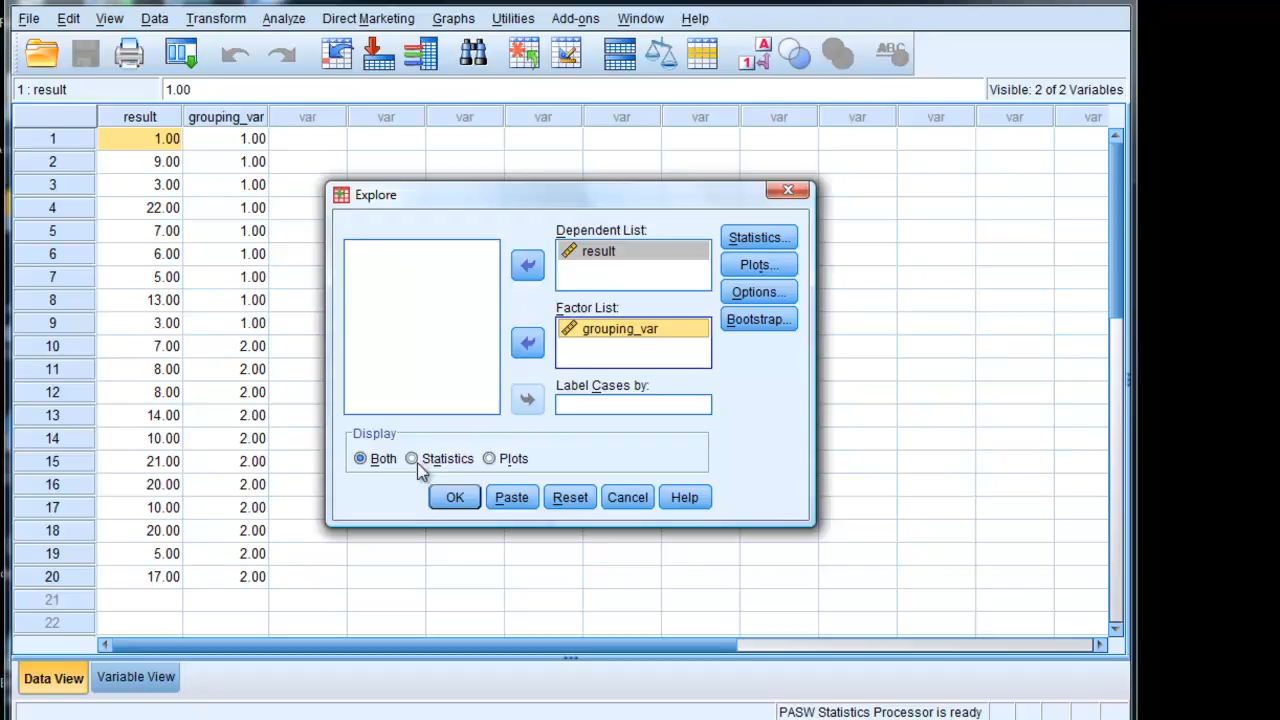 File Edit View Data Transform Analyze Direct Marketing Graphs Utilities Add-ons Window Help
A
1
ABC
1 : result 1.00 Visible: 2 of 2 Variables
result grouping_var var var var var var var var var var var
1 1.00 1.00
2 9.00 1.00
3 3.00 1.00
4 22.00 1.00
5 7.00 1.00
6 6.00 1.00
7 5.00 1.00
8 13.00 1.00
9 3.00 1.00
10 7.00 2.00
11 8.00 2.00
12 8.00 2.00
13 14.00 2.00
14 10.00 2.00
15 21.00 2.00
16 20.00 2.00
17 10.00 2.00
18 20.00 2.00
19 5.00 2.00
20 17.00 2.00
21
22
Explore
Dependent List:
result
Factor List:
grouping_var
Label Cases by:
Statistics...
Plots...
Options...
Bootstrap...
Display
Both Statistics Plots
OK Paste Reset Cancel Help
Data View Variable View
PASW Statistics Processor is ready